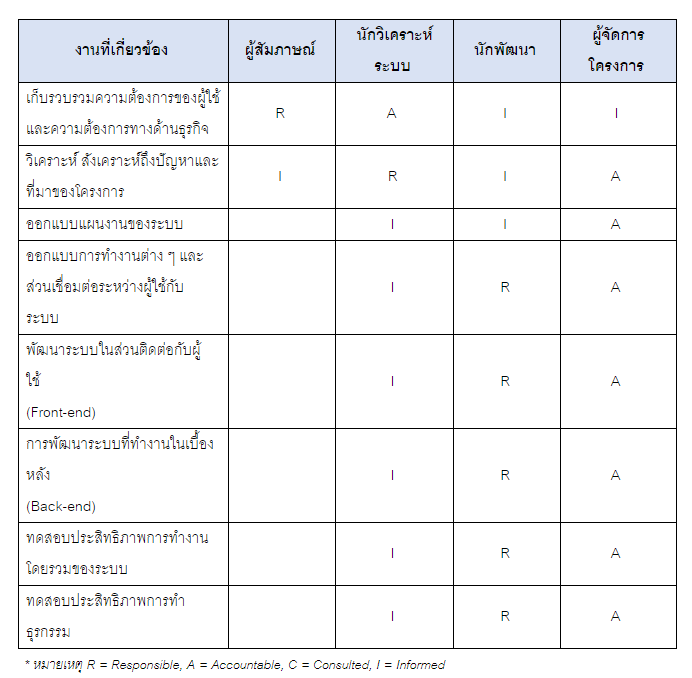 งานที่เกี่ยวข้อง ผู้สัมภาษณ์ นักวิเคราะห์ระบบ นักพัฒนา ผู้จัดการโครงการ
เก็บรวบรวมความต้องการของผู้ใช้
และความต้องการทางด้านธุรกิจ R A I I
วิเคราะห์ สังเคราะห์ถึงปัญหาและ
ที่มาของโครงการ I R I A
ออกแบบแผนงานของระบบ I I A
ออกแบบการทำงานต่าง ๆ และ
ส่วนเชื่อมต่อระหว่างผู้ใช้กับ I R A
ระบบ
พัฒนาระบบในส่วนติดต่อกับผู้
ใช้ I R A
(Front-end)
การพัฒนาระบบที่ทำงานในเบื้อง
หลัง I R A
(Back-end)
ทดสอบประสิทธิภาพการทำงาน
โดยรวมของระบบ I R A
ทดสอบประสิทธิภาพการทำ
ธุรกรรม I R A
* หมายเหตุ R = Responsible, A = Accountable, C = Consulted, I = Informed